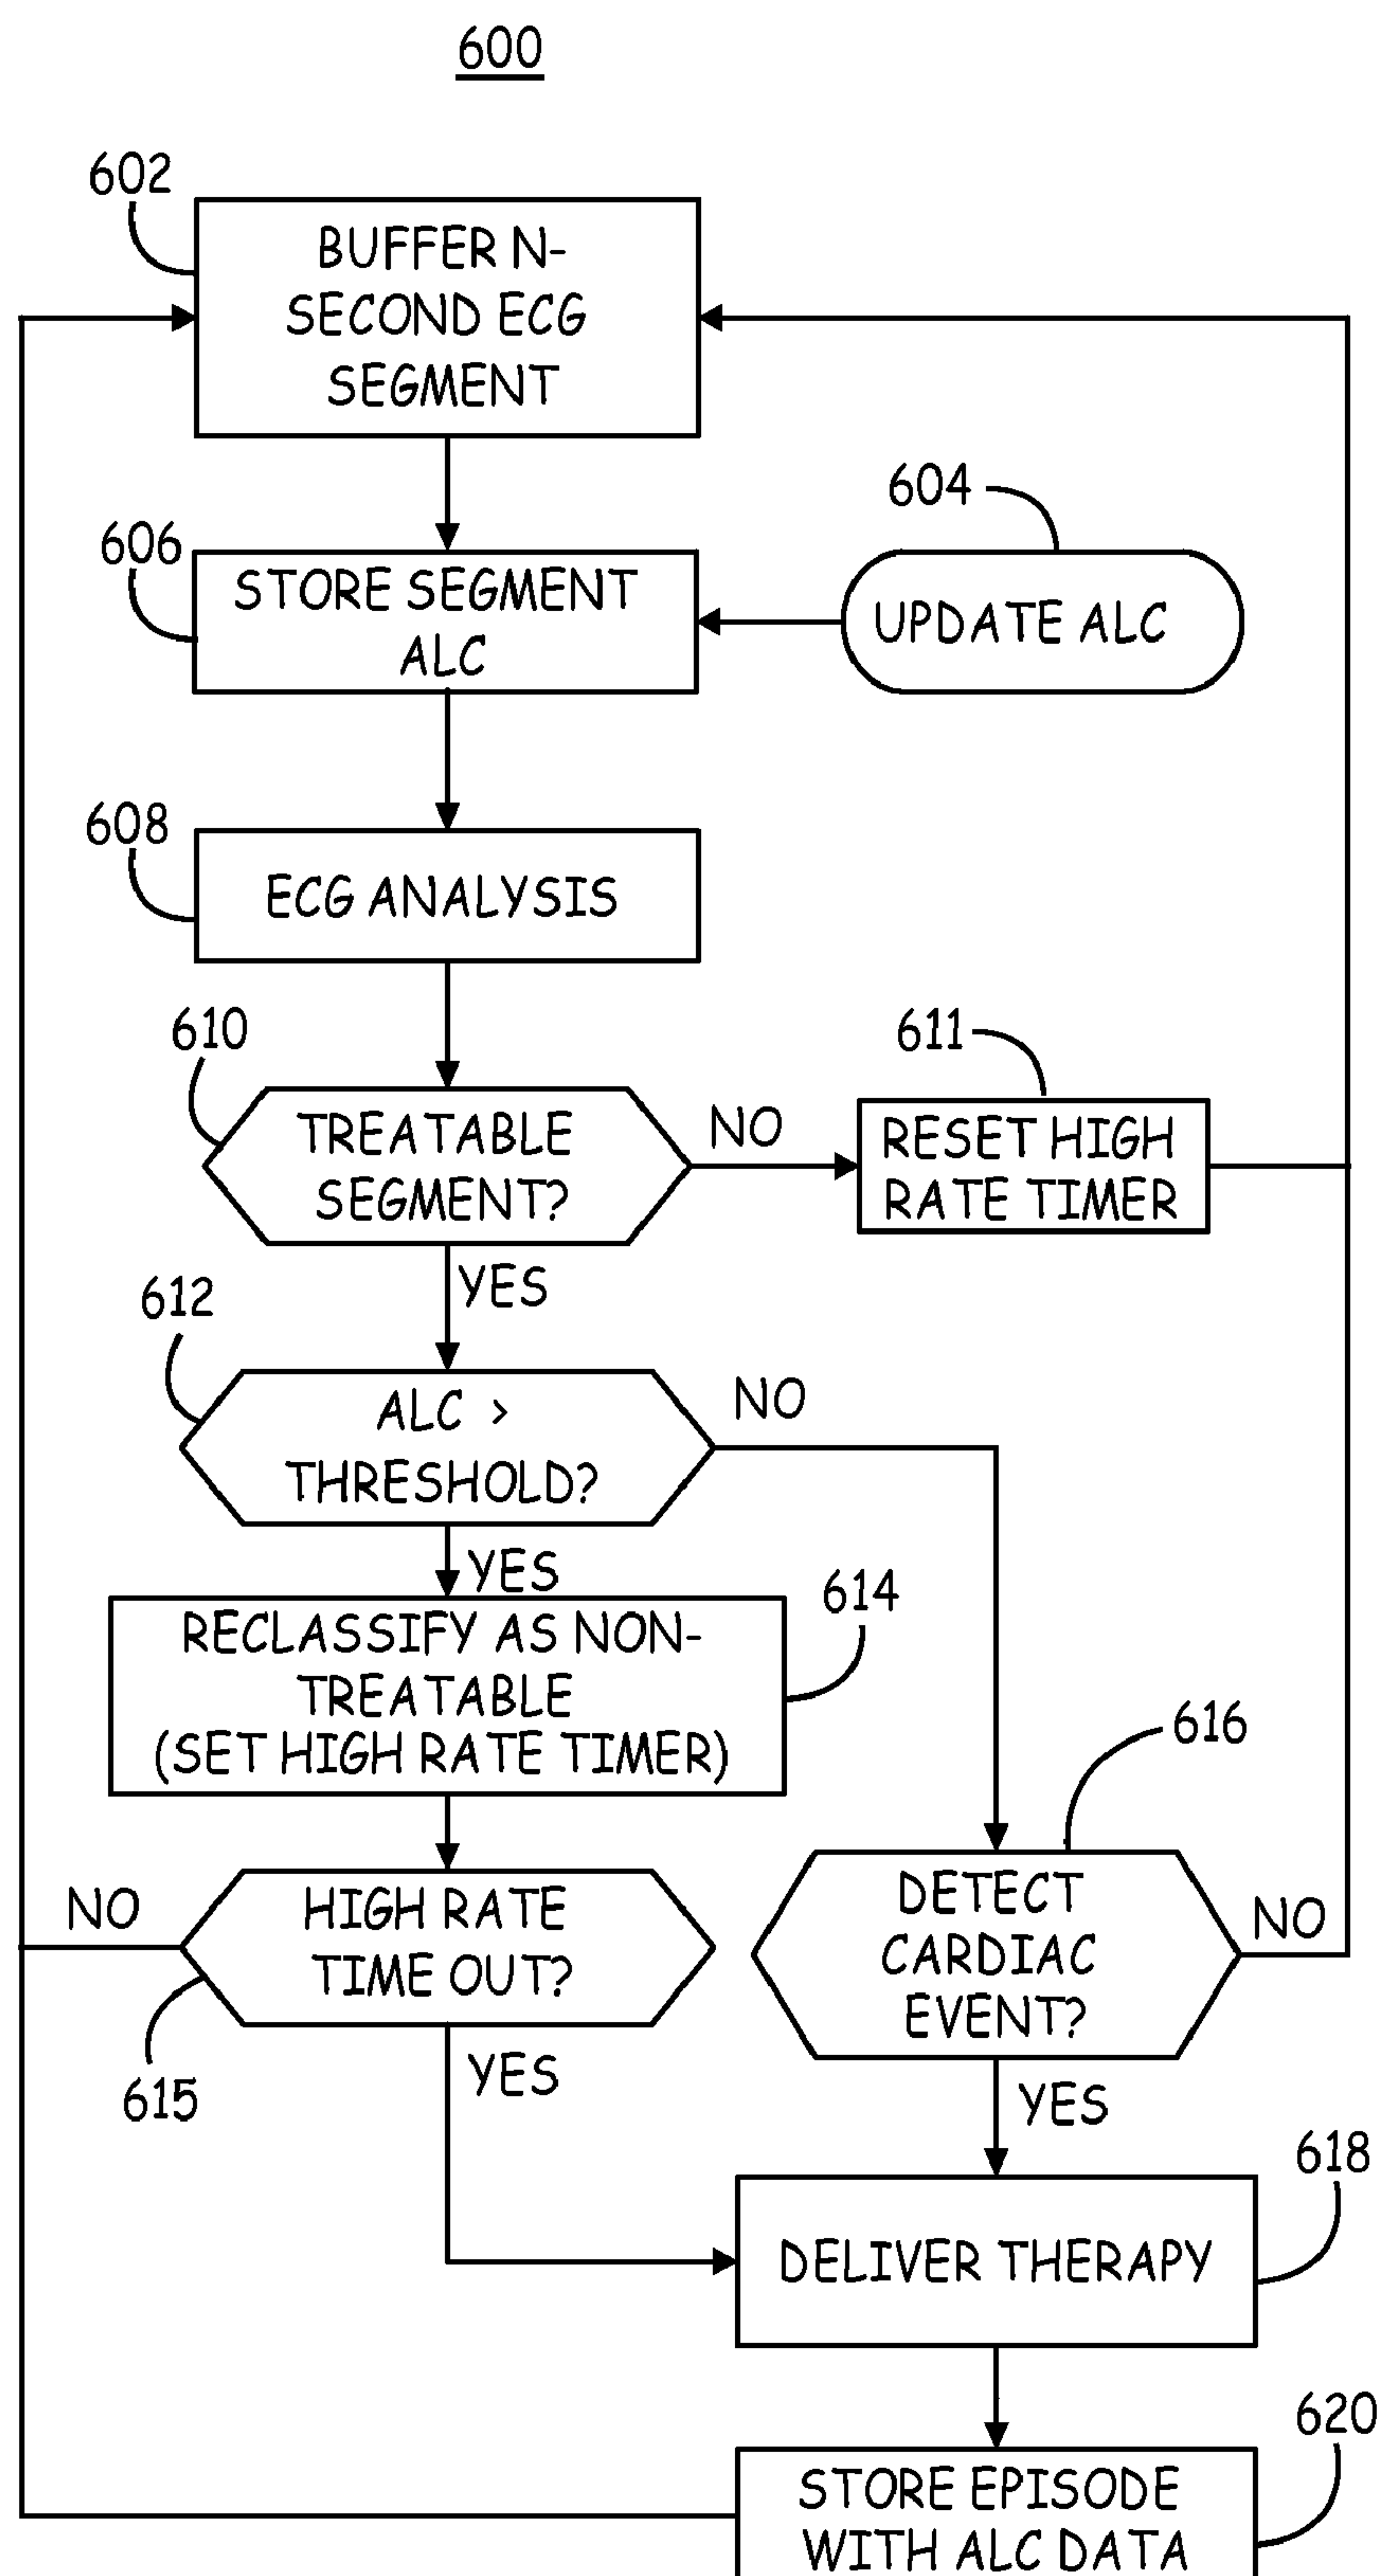 600
602
BUFFER N-
SECOND ECG
SEGMENT
604
606
STORE SEGMENT
ALC
UPDATE ALC
608
ECG ANALYSIS
610
611
TREATABLE
SEGMENT?
NO
RESET HIGH
RATE TIMER
YES
612
ALC >
THRESHOLD?
NO
YES
614
RECLASSIFY AS NON-
TREATABLE
(SET HIGH RATE TIMER)
616
NO
HIGH RATE
TIME OUT?
DETECT
CARDIAC
EVENT?
NO
615
YES
YES
618
DELIVER THERAPY
620
STORE EPISODE
WITH ALC DATA